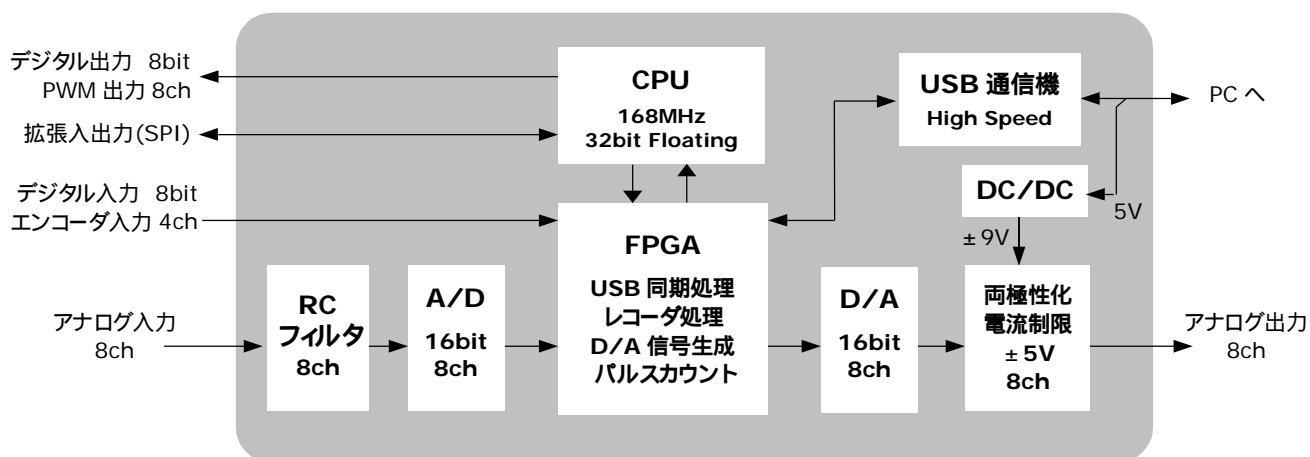 デジタル出力 8bit
PWM 出力 8ch
拡張入出力(SPI)
デジタル入力 8bit
エンコーダ入力 4ch
アナログ入力
8ch
RC
フィルタ
8ch
A/D
16bit
8ch
CPU
168MHz
32bit Floating
FPGA
USB 同期処理
レコーダ処理
D/A 信号生成
パルスカウント
USB 通信機
High Speed
PC へ
DC/DC
5V
±9V
D/A
16bit
8ch
両極性化
電流制限
±5V
8ch
アナログ出力
8ch